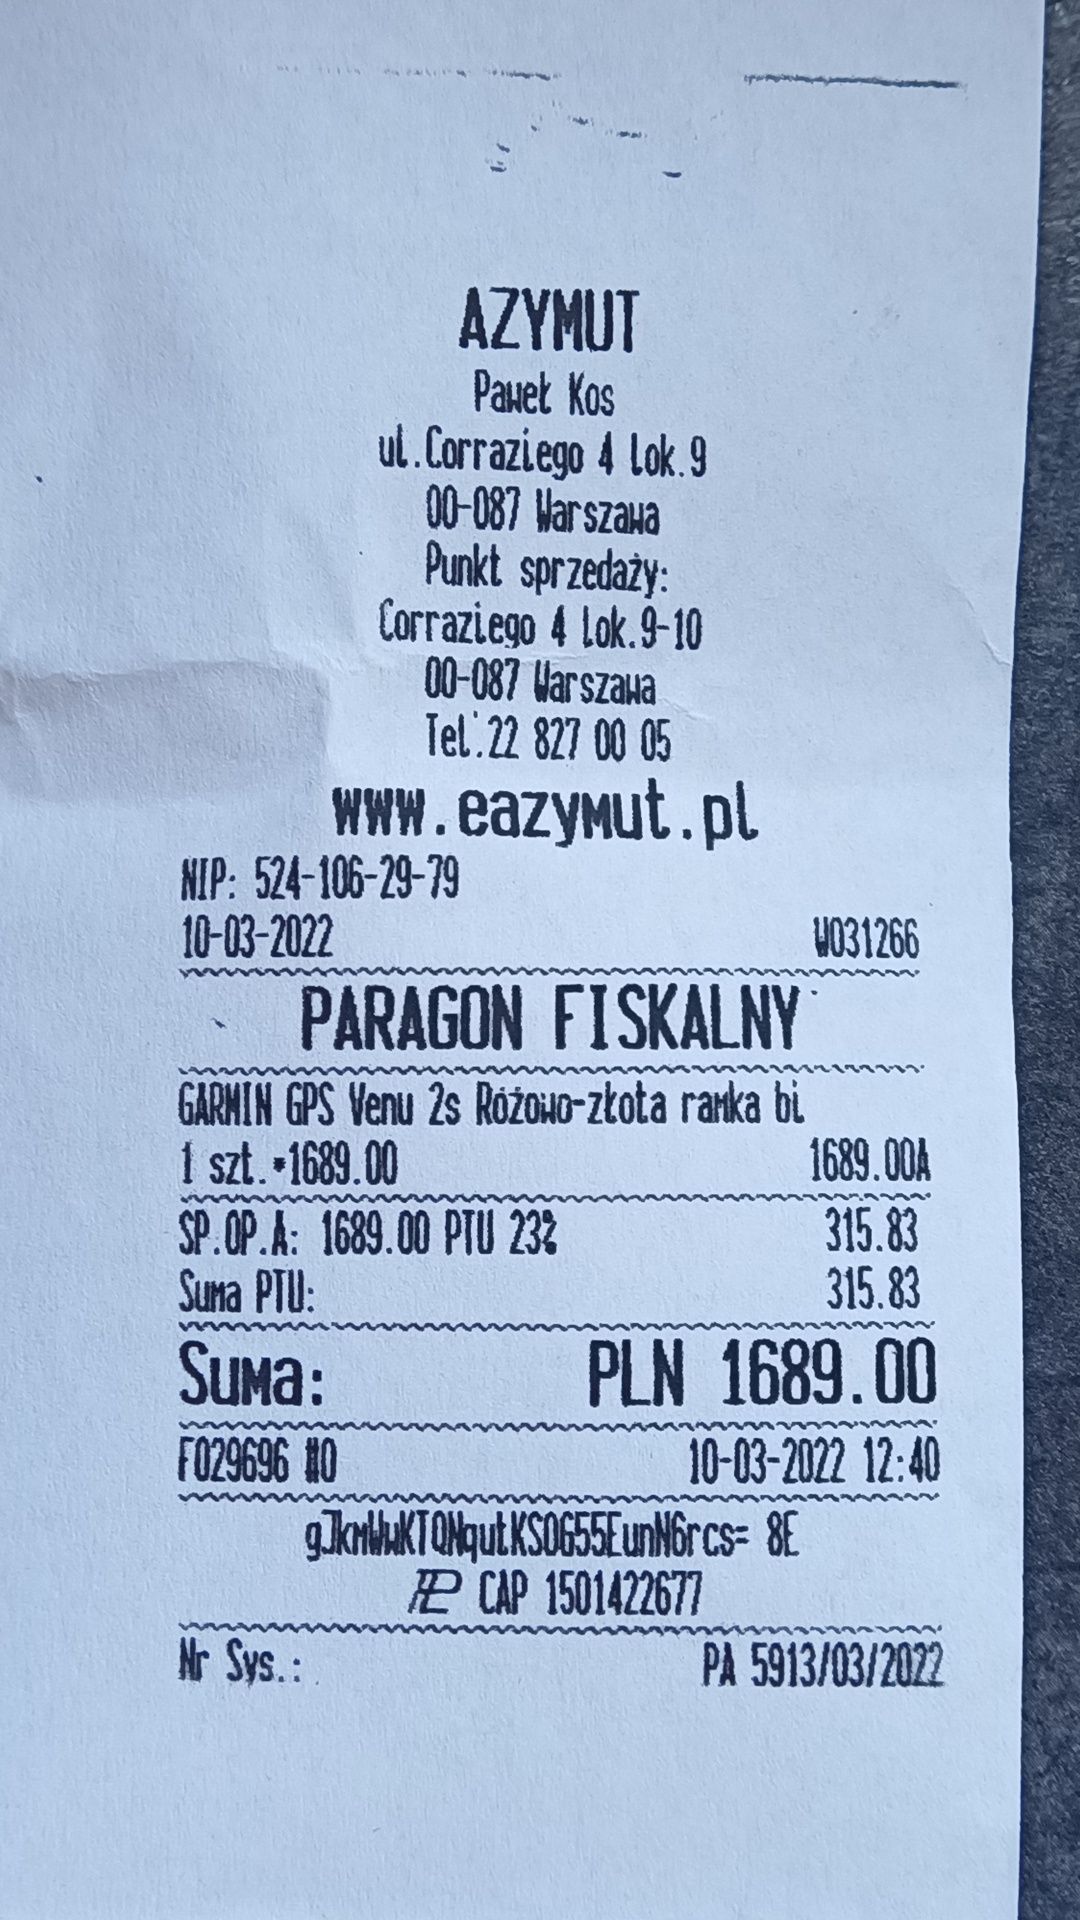 AZYMUT
Paweł Kos
ul.Corraziego 4 lok.9
00-087 Warszawa
Punkt sprzedaży:
Corraziego 4 lok.9-10
00-087 Warszawa
Tel.22 827 00 05
www.eazymut.pl
NIP: 524-106-29-79
10-03-2022 W031266
PARAGON FISKALNY
GARMIN GPS Venu 2s Różowo-złota ramka bi
1 szt.*1689.00 1689.00A
SP.OP.A: 1689.00 PTU 23% 315.83
Suma PTU: 315.83
Suma: PLN 1689.00
F029696 #0 10-03-2022 12:40
8E
CAP 1501422677
Nr Sys.: PA 5913/03/2022